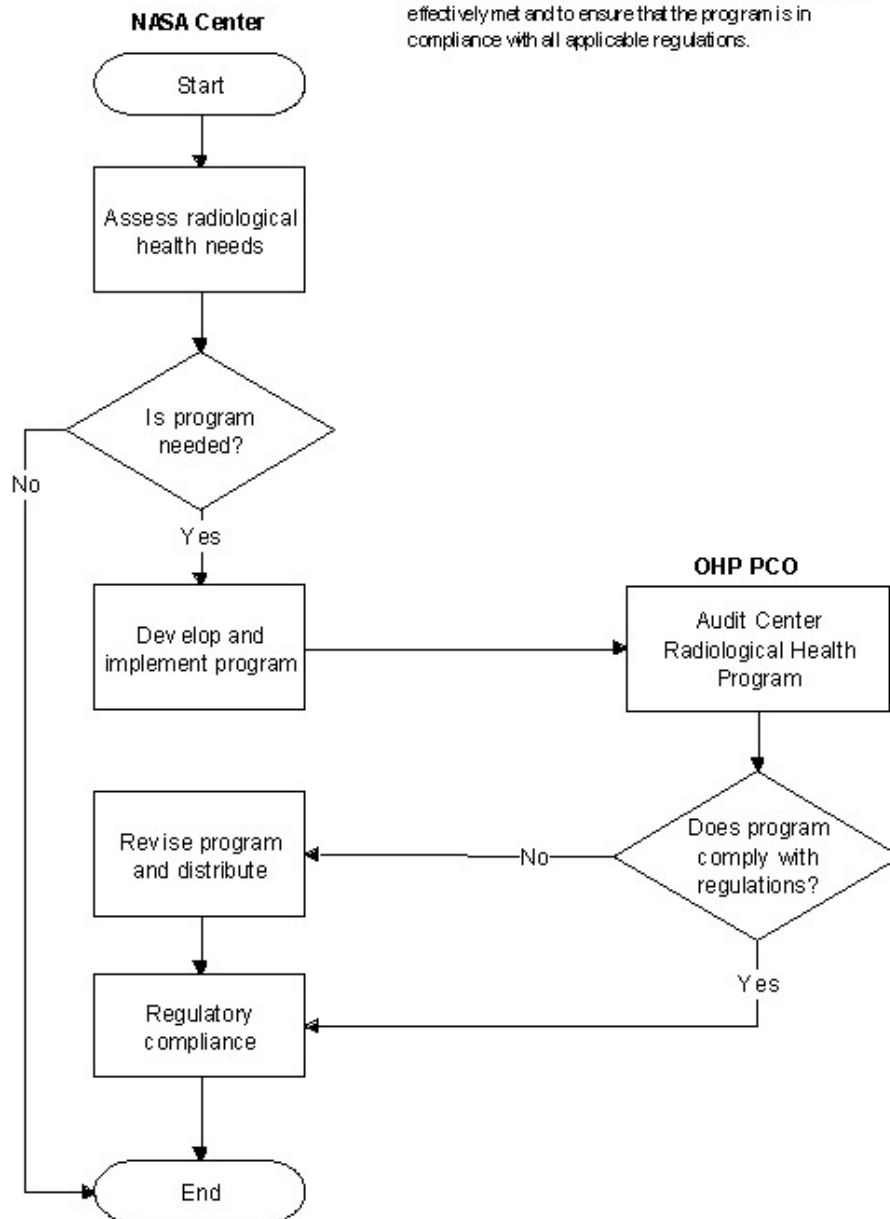 effectively met and to ensure that the program is in
compliance with all applicable regulations.
NASA Center
Start
Assess radiological
health needs
Is program
needed?
No
Yes
Develop and
implement program
OHP PCO
Audit Center
Radiological Health
Program
Does program
comply with
regulations?
No
Yes
Revise program
and distribute
Regulatory
compliance
End